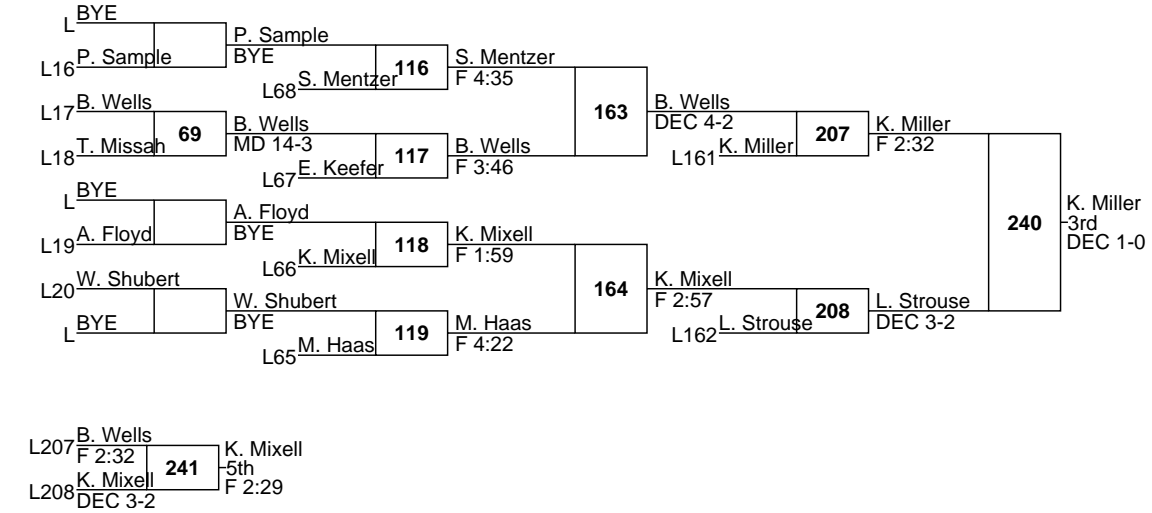 BYE
L
P. Sample
BYE
L16 P. Sample
116
S. Mentzer
F 4:35
L68 S. Mentzer
163
B. Wells
DEC 4-2
L17 B. Wells
69
B. Wells
MD 14-3
L18 T. Missah
117
B. Wells
F 3:46
L67 E. Keefer
207
K. Miller
F 2:32
L161 K. Miller
BYE
L
A. Floyd
BYE
L19 A. Floyd
118
K. Mixell
F 1:59
L66 K. Mixell
240
K. Miller
3rd
DEC 1-0
164
K. Mixell
F 2:57
L20 W. Shubert
W. Shubert
BYE
BYE
L
119
M. Haas
F 4:22
L65 M. Haas
208
L. Strouse
DEC 3-2
L162 L. Strouse
L207 B. Wells
F 2:32
241
K. Mixell
5th
F 2:29
L208 K. Mixell
DEC 3-2